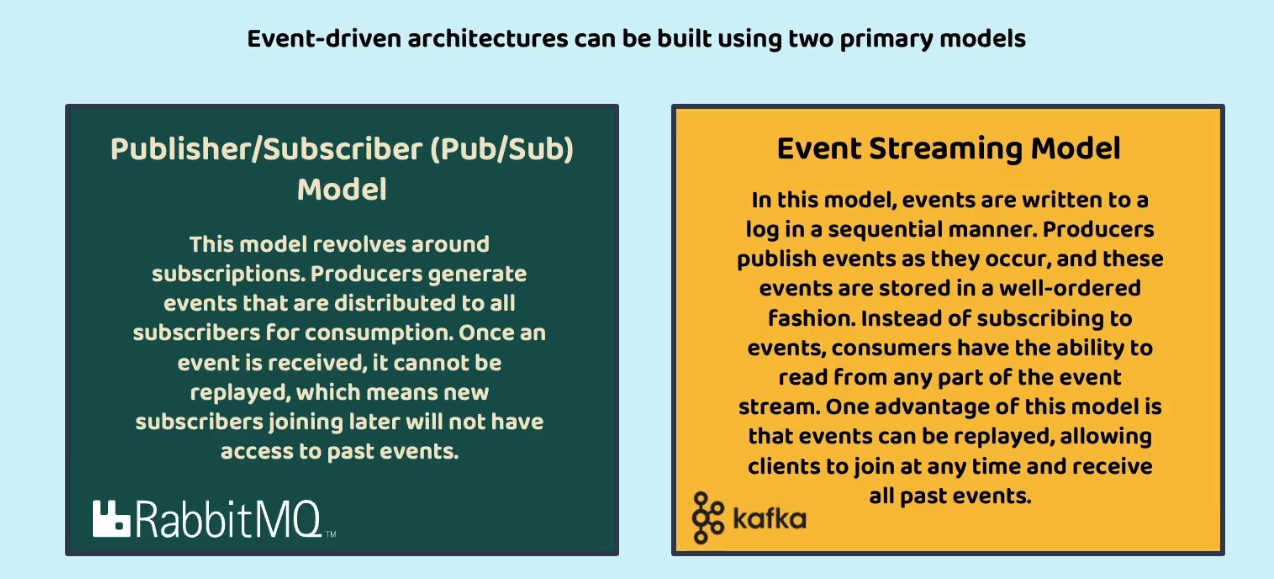 Event-driven architectures can be built using two primary models
Publisher/Subscriber (Pub/Sub)
Model
This model revolves around
subscriptions. Producers generate
events that are distributed to all
subscribers for consumption. Once an
event is received, it cannot be
replayed, which means new
subscribers joining later will not have
access to past events.
RabbitMQ™
Event Streaming Model
In this model, events are written to a
log in a sequential manner. Producers
publish events as they occur, and these
events are stored in a well-ordered
fashion. Instead of subscribing to
events, consumers have the ability to
read from any part of the event
stream. One advantage of this model is
that events can be replayed, allowing
clients to join at any time and receive
all past events.
kafka